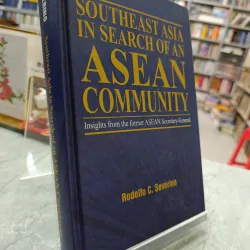 SOUTHEAST ASIA
IN SEARCH OF AN
ASEAN
COMMUNITY
Insights from the former ASEAN Secretary-General
Rodolfo C. Severino